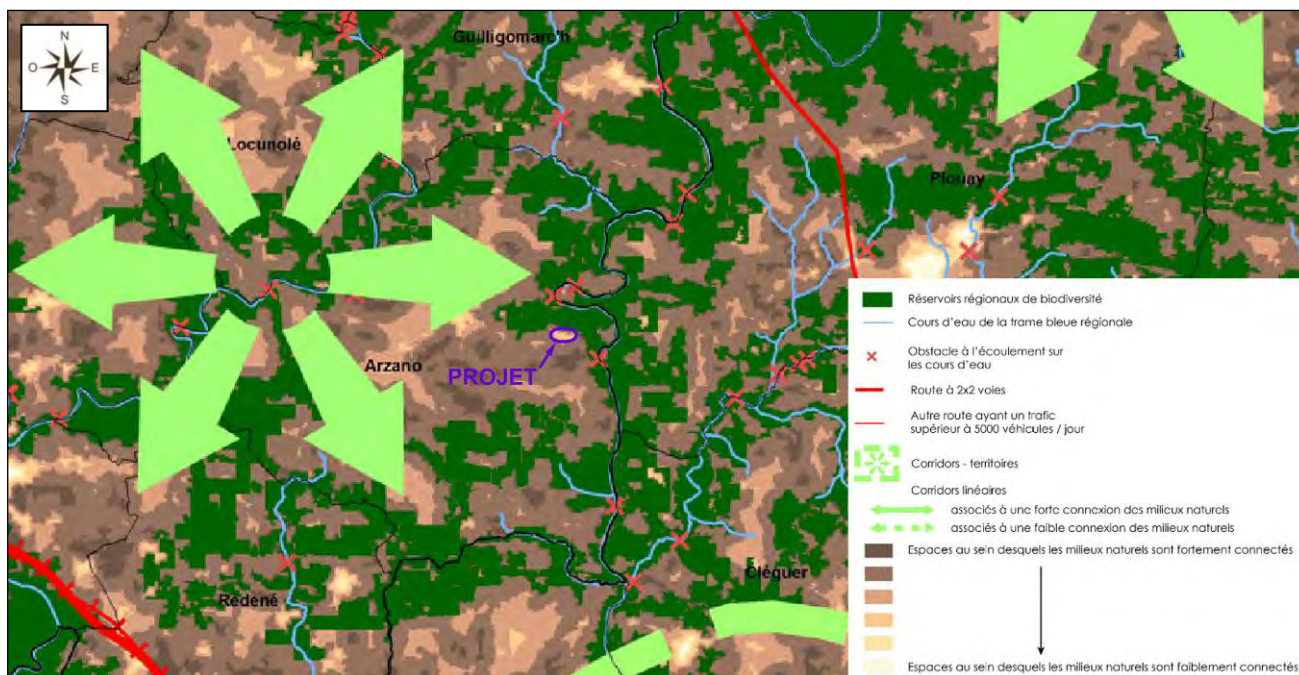 N
O
E
S
Guilligomarc'h
Locunolé
Plouay
Arzano
PROJET
Rédené
Cléguer
Réservoirs régionaux de biodiversité
Cours d'eau de la trame bleue régionale
Obstacle à l'écoulement sur
les cours d'eau
Route à 2x2 voies
Autre route ayant un trafic
supérieur à 5000 véhicules / jour
Corridors - territoires
Corridors linéaires
associés à une forte connexion des milieux naturels
associés à une faible connexion des milieux naturels
Espaces au sein desquels les milieux naturels sont fortement connectés
Espaces au sein desquels les milieux naturels sont faiblement connectés